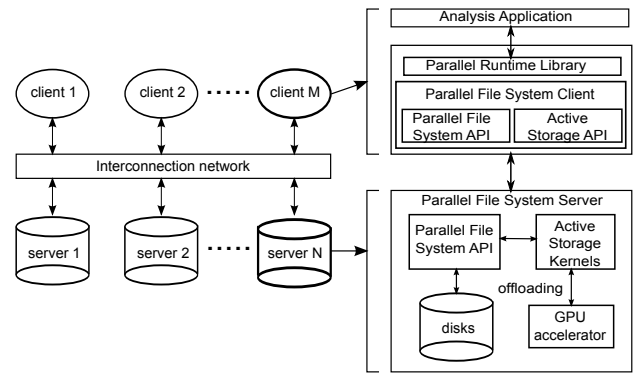 Analysis Application
Parallel Runtime Library
Parallel File System Client
Parallel File
System API
Active
Storage API
client 1
client 2
client M
Interconnection network
server 1
server 2
server N
Parallel File System Server
Parallel File
System API
Active
Storage
Kernels
offloading
disks
GPU
accelerator